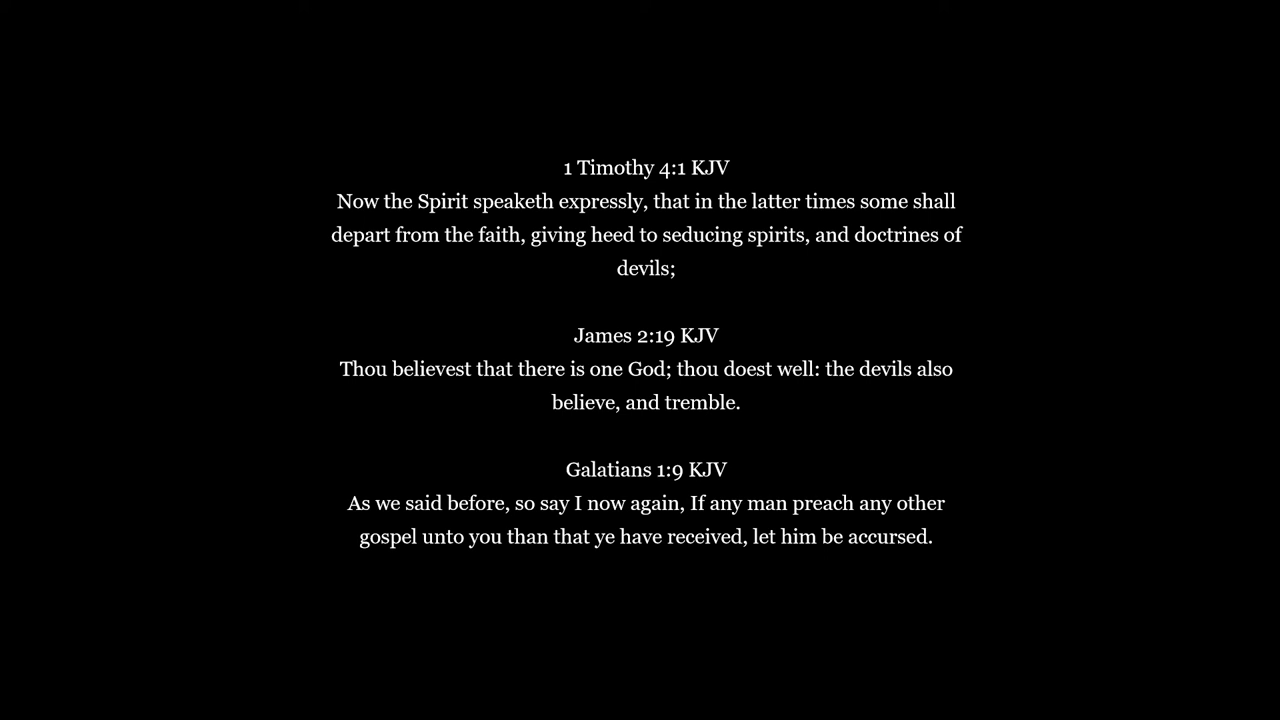 1 Timothy 4:1 KJV
Now the Spirit speaketh expressly, that in the latter times some shall
depart from the faith, giving heed to seducing spirits, and doctrines of
devils;
James 2:19 KJV
Thou believest that there is one God; thou doest well: the devils also
believe, and tremble.
Galatians 1:9 KJV
As we said before, so say I now again, If any man preach any other
gospel unto you than that ye have received, let him be accursed.